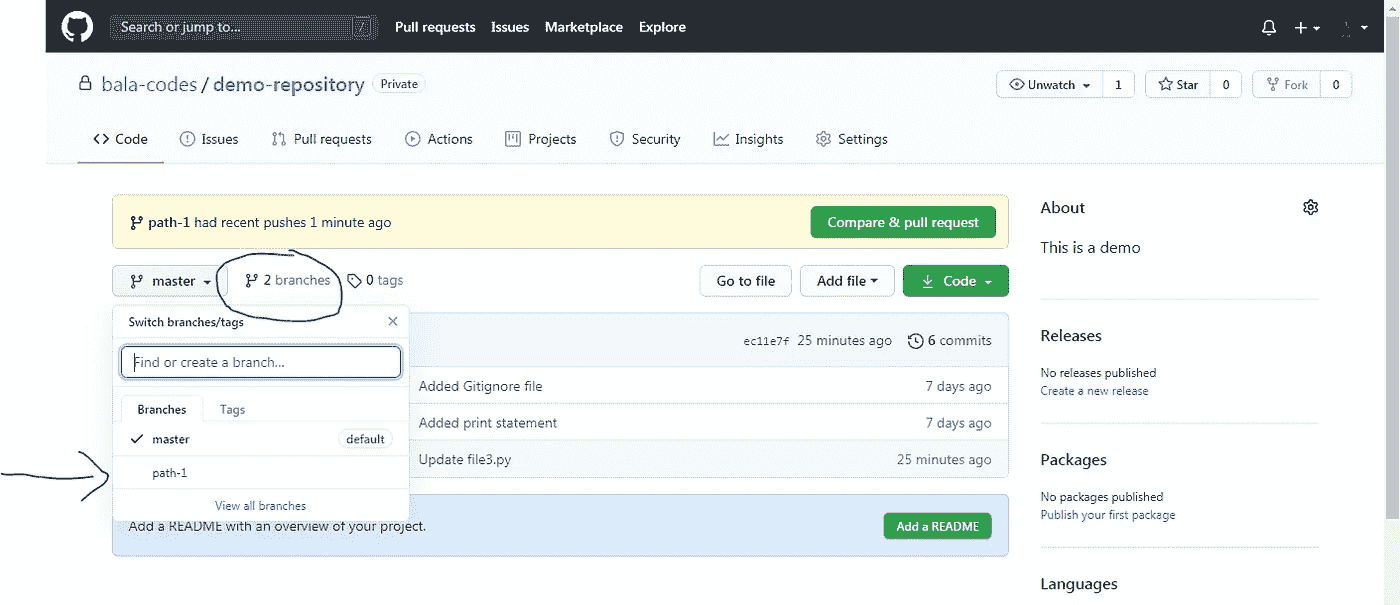 Search or jump to... /
Pull requests Issues Marketplace Explore
bala-codes / demo-repository Private
Unwatch 1 Star 0 Fork 0
Code Issues Pull requests Actions Projects Security Insights Settings
path-1 had recent pushes 1 minute ago Compare & pull request
master 2 branches 0 tags Go to file Add file Code
Switch branches/tags
Find or create a branch...
Branches Tags
master default
path-1
View all branches
ec11e7f 25 minutes ago 6 commits
Added Gitignore file 7 days ago
Added print statement 7 days ago
Update file3.py 25 minutes ago
Add a README with an overview of your project. Add a README
About
This is a demo
Releases
No releases published
Create a new release
Packages
No packages published
Publish your first package
Languages